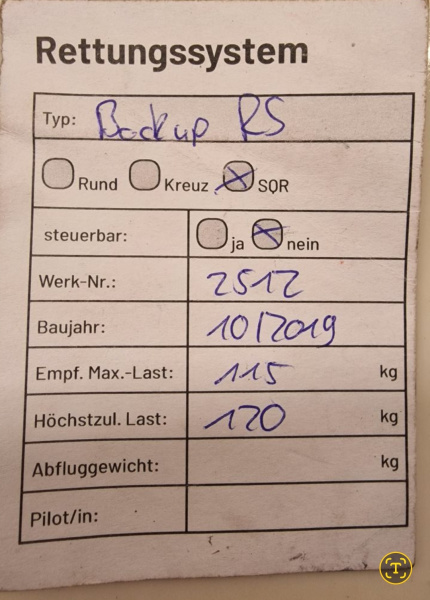 Rettungssystem
Typ: Backup RS
Rund Kreuz SQR
steuerbar: ja nein
Werk-Nr.: 2512
Baujahr: 10/2019
Empf. Max.-Last: 115 kg
Höchstzul. Last: 120 kg
Abfluggewicht: kg
Pilot/in: